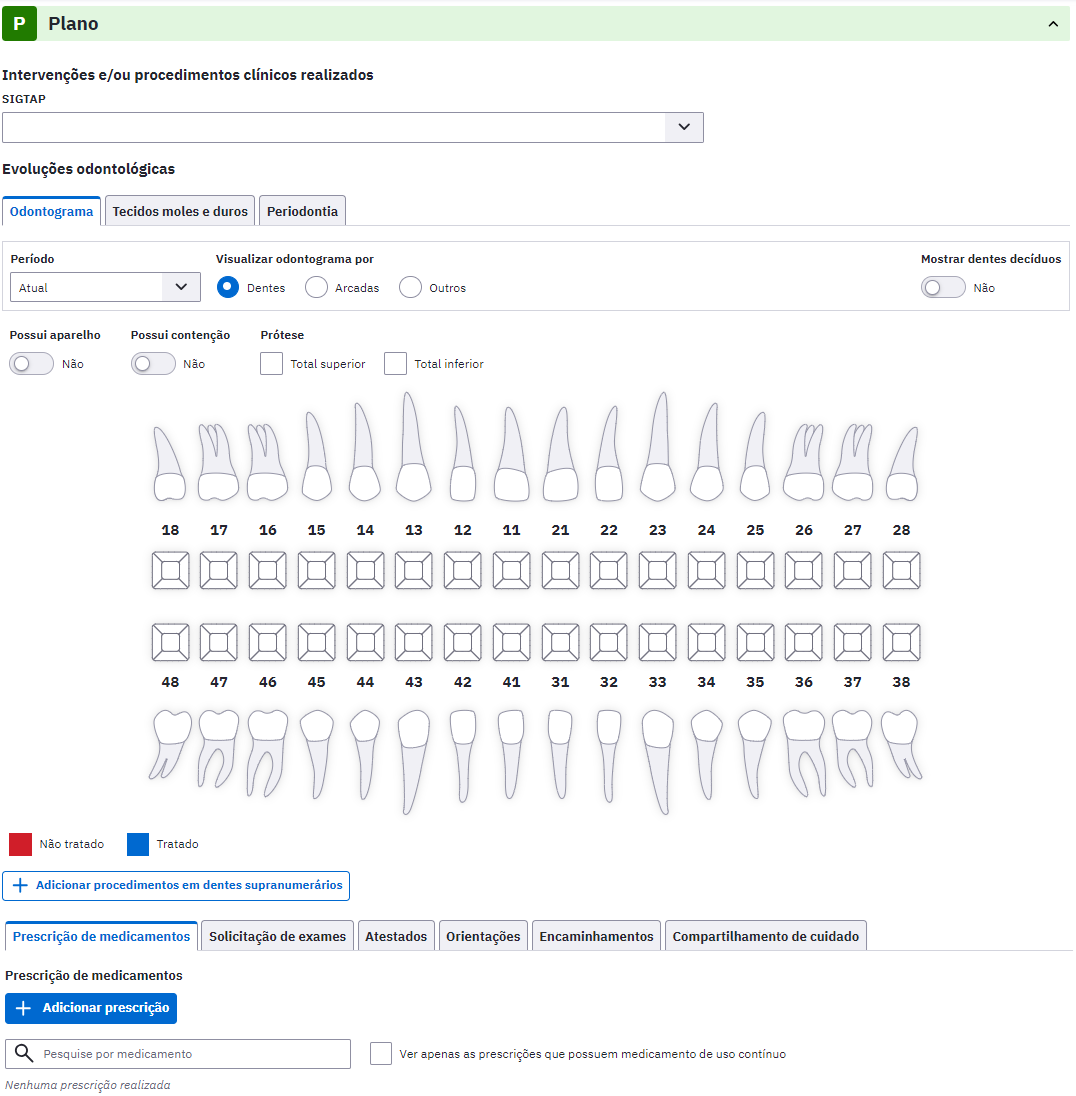 P Plano
Intervenções e/ou procedimentos clínicos realizados
SIGTAP
Evoluções odontológicas
Odontograma Tecidos moles e duros Periodontia
Período Visualizar odontograma por Mostrar dentes decíduos
Atual Dentes Arcadas Outros Não
Possui aparelho Possui contenção Prótese
Não Não Total superior Total inferior
18 17 16 15 14 13 12 11 21 22 23 24 25 26 27 28
48 47 46 45 44 43 42 41 31 32 33 34 35 36 37 38
Não tratado Tratado
Adicionar procedimentos em dentes supranumerários
Prescrição de medicamentos Solicitação de exames Atestados Orientações Encaminhamentos Compartilhamento de cuidado
Prescrição de medicamentos
Adicionar prescrição
Pesquise por medicamento Ver apenas as prescrições que possuem medicamento de uso contínuo
Nenhuma prescrição realizada